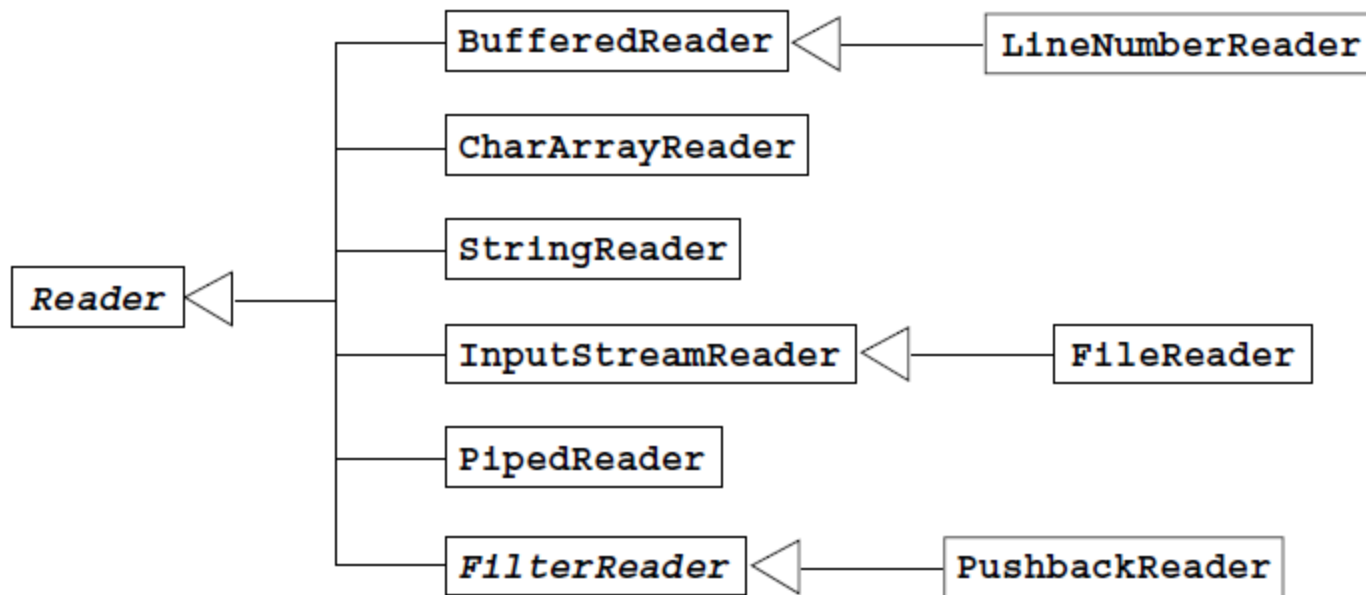 BufferedReader
LineNumberReader
CharArrayReader
StringReader
Reader
InputStreamReader
FileReader
PipedReader
FilterReader
PushbackReader